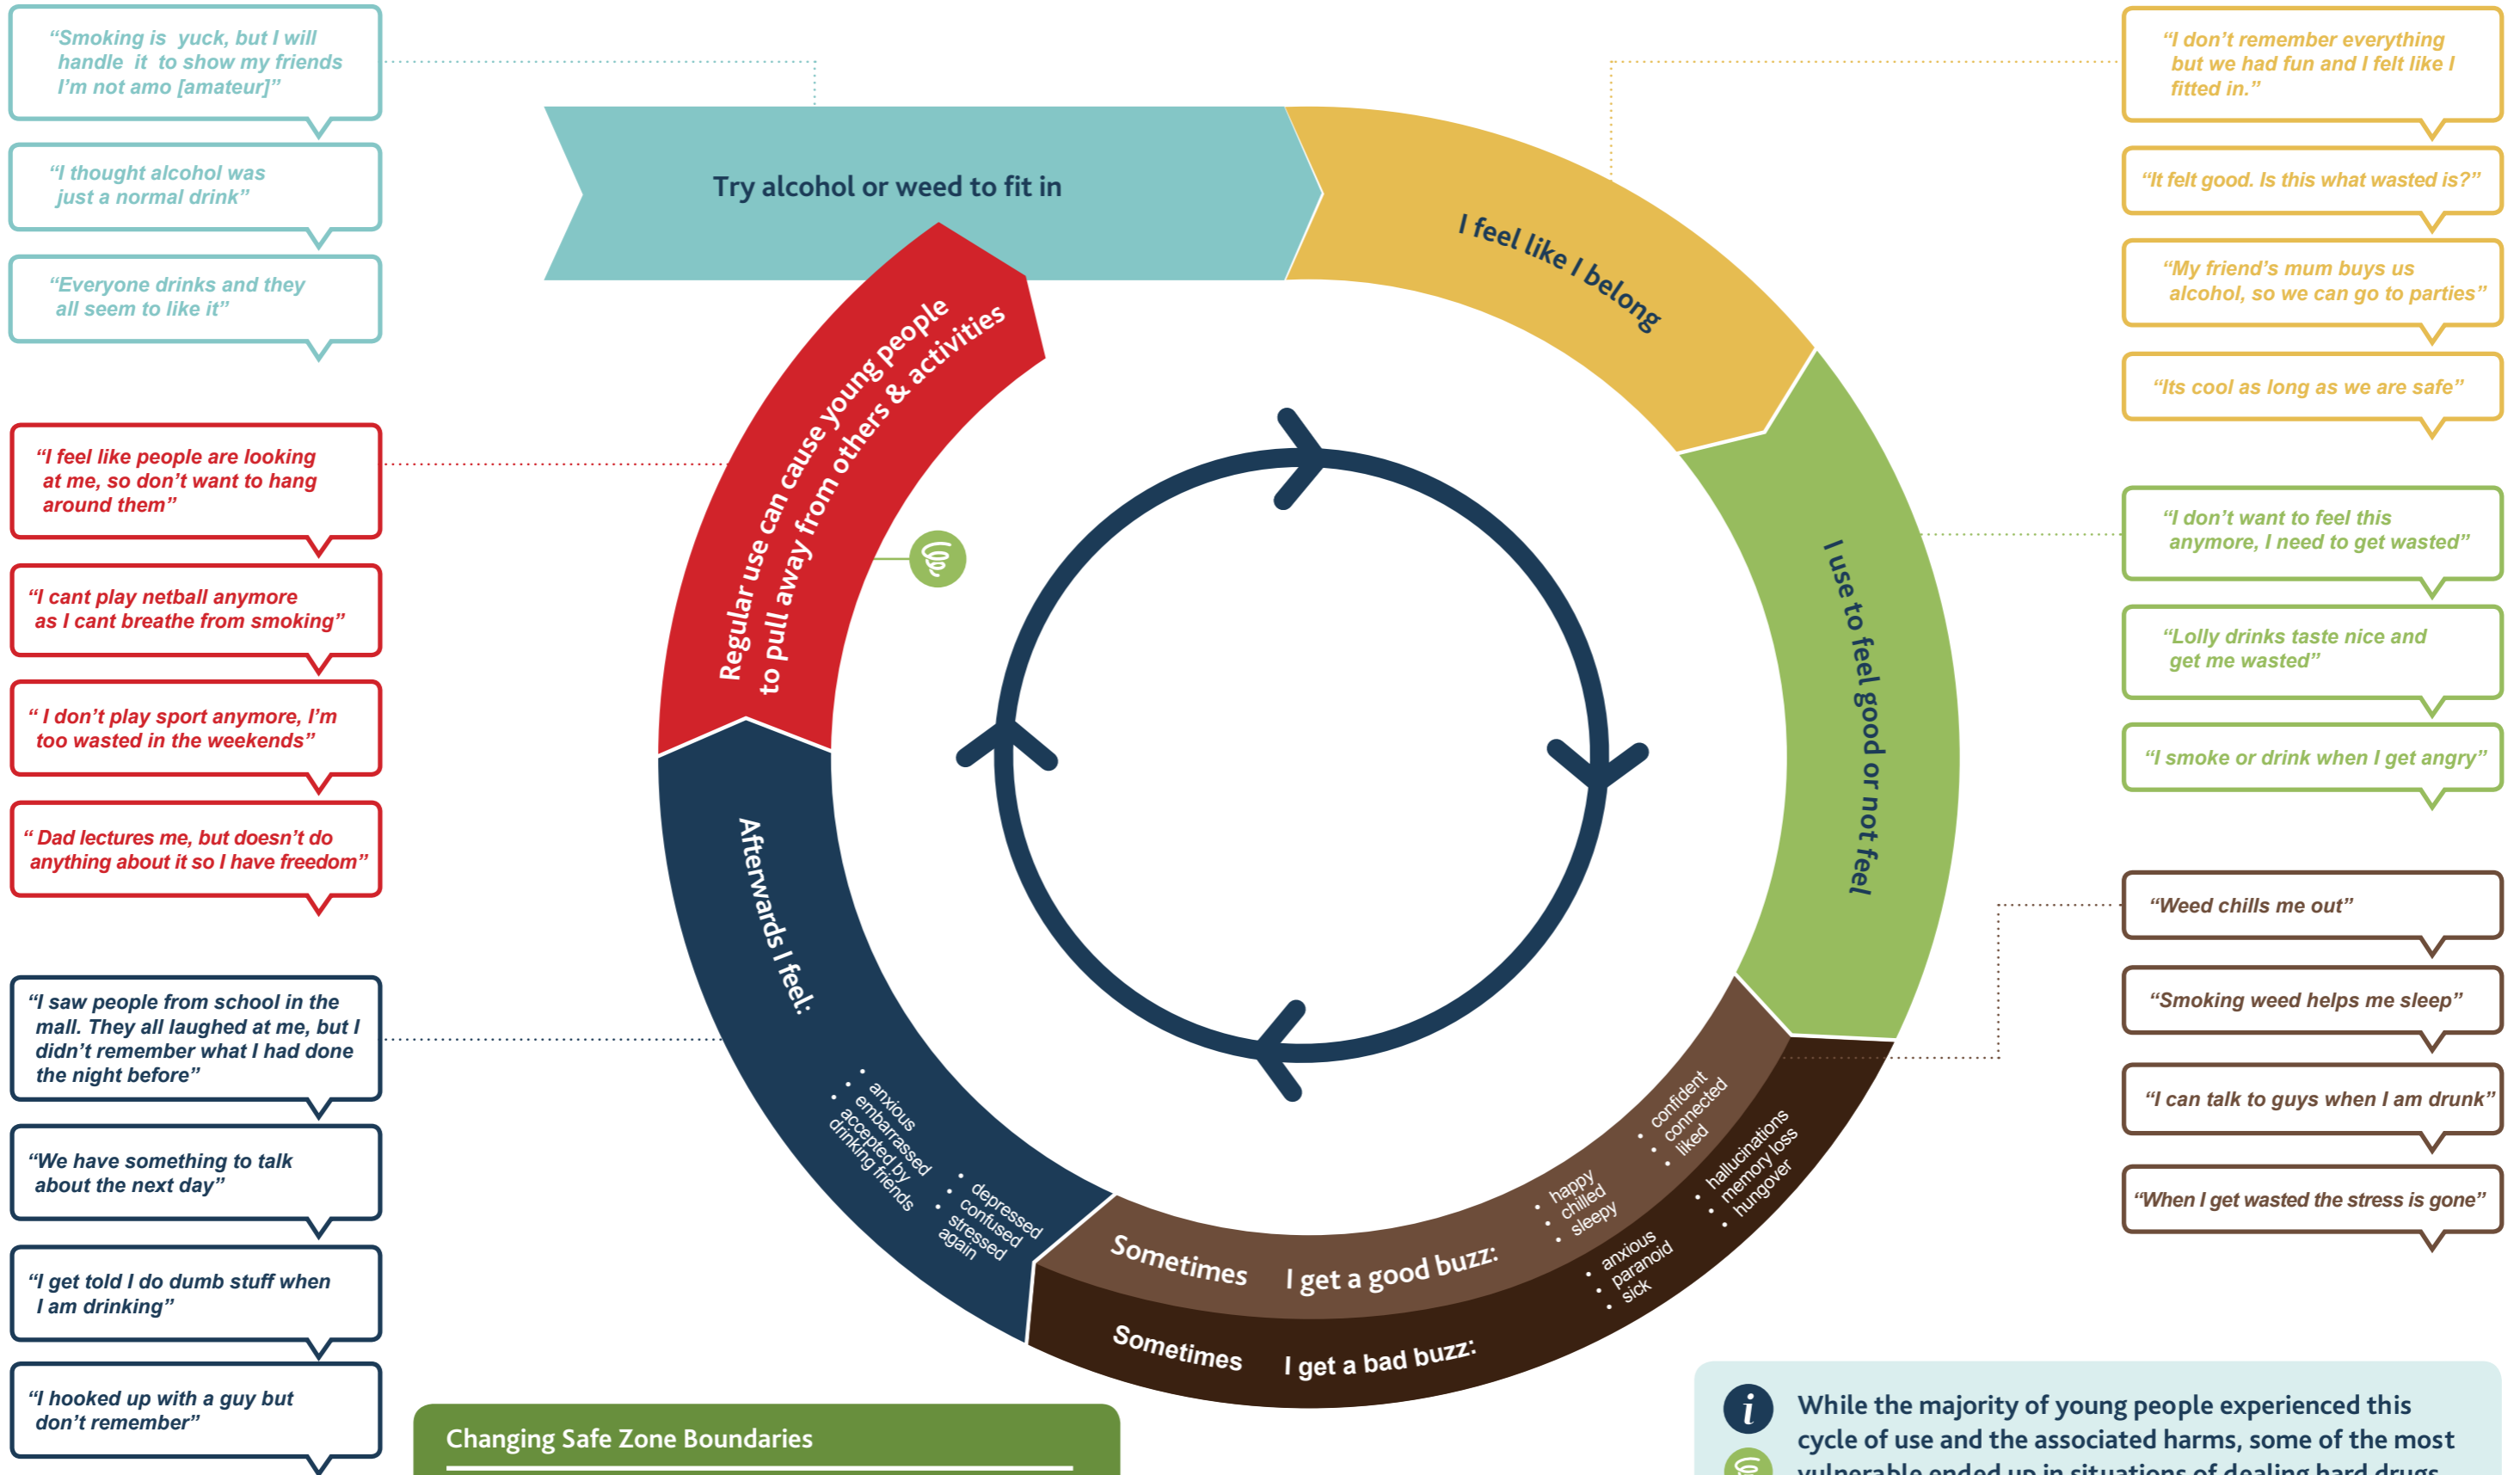 “Smoking is  yuck, but I will
handle  it  to show my friends
I’m not amo [amateur]”
“I thought alcohol was
just a normal drink”
“Everyone drinks and they
all seem to like it”
“I feel like people are looking
at me, so don’t want to hang
around them”
“I cant play netball anymore
as I cant breathe from smoking”
“ I don’t play sport anymore, I’m
too wasted in the weekends”
“ Dad lectures me, but doesn’t do
anything about it so I have freedom”
“I saw people from school in the
mall. They all laughed at me, but I
didn’t remember what I had done
the night before”
“We have something to talk
about the next day”
“I get told I do dumb stuff when
I am drinking”
“I hooked up with a guy but
don’t remember”
Try alcohol or weed to fit in
I feel like I belong
I use to feel good or not feel
Sometimes I get a good buzz:
• happy
• chilled
• sleepy
• confident
• connected
• liked
Sometimes I get a bad buzz:
• anxious
• paranoid
• sick
• hallucinations
• memory loss
• hungover
Afterwards I feel:
• anxious
• embarrassed
• accepted by
drinking friends
• depressed
• confused
• stressed
again
Regular use can cause young people
to pull away from others & activities
“I don’t remember everything
but we had fun and I felt like I
fitted in.”
“It felt good. Is this what wasted is?”
“My friend’s mum buys us
alcohol, so we can go to parties”
“Its cool as long as we are safe”
“I don’t want to feel this
anymore, I need to get wasted”
“Lolly drinks taste nice and
get me wasted”
“I smoke or drink when I get angry”
“Weed chills me out”
“Smoking weed helps me sleep”
“I can talk to guys when I am drunk”
“When I get wasted the stress is gone”
Changing Safe Zone Boundaries
i
While the majority of young people experienced this
cycle of use and the associated harms, some of the most
vulnerable ended up in situations of dealing hard drugs